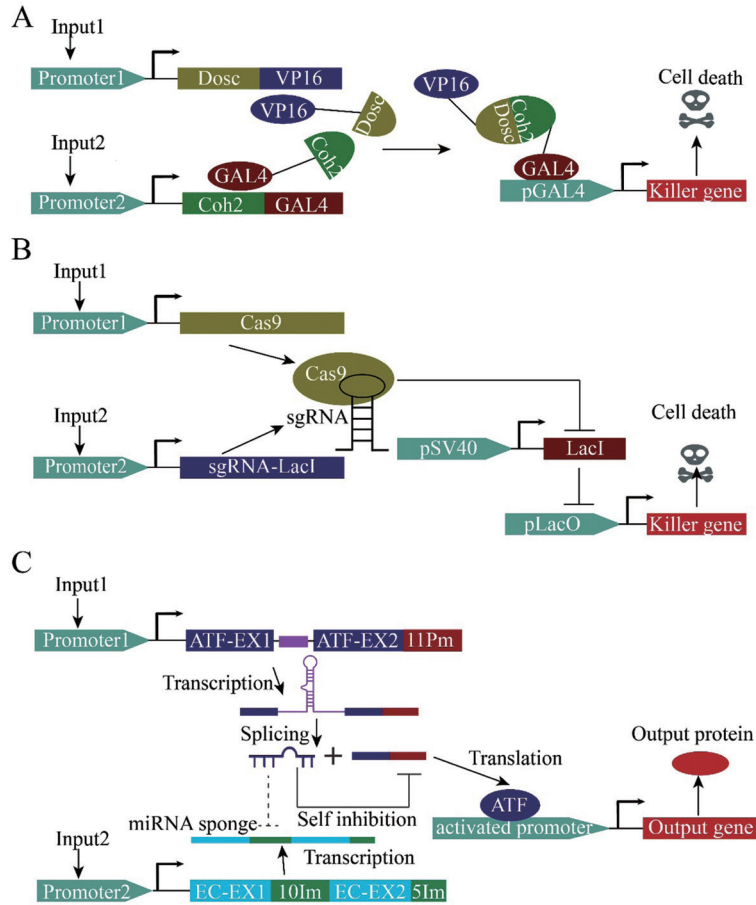 A
Input1
Promoter1 Dosc VP16
VP16 Dosc
Input2
GAL4 Coh2
Promoter2 Coh2 GAL4
VP16
Coh2
Dosc
GAL4
pGAL4 Killer gene
Cell death
B
Input1
Promoter1 Cas9
Cas9
sgRNA
Input2
Promoter2 sgRNA-LacI
pSV40 LacI
Cell death
pLacO Killer gene
C
Input1
Promoter1 ATF-EX1 ATF-EX2 11Pm
Transcription
Splicing
+
Translation
Output protein
ATF
activated promoter Output gene
Self inhibition
miRNA sponge
Transcription
Input2
Promoter2 EC-EX1 10Im EC-EX2 5Im